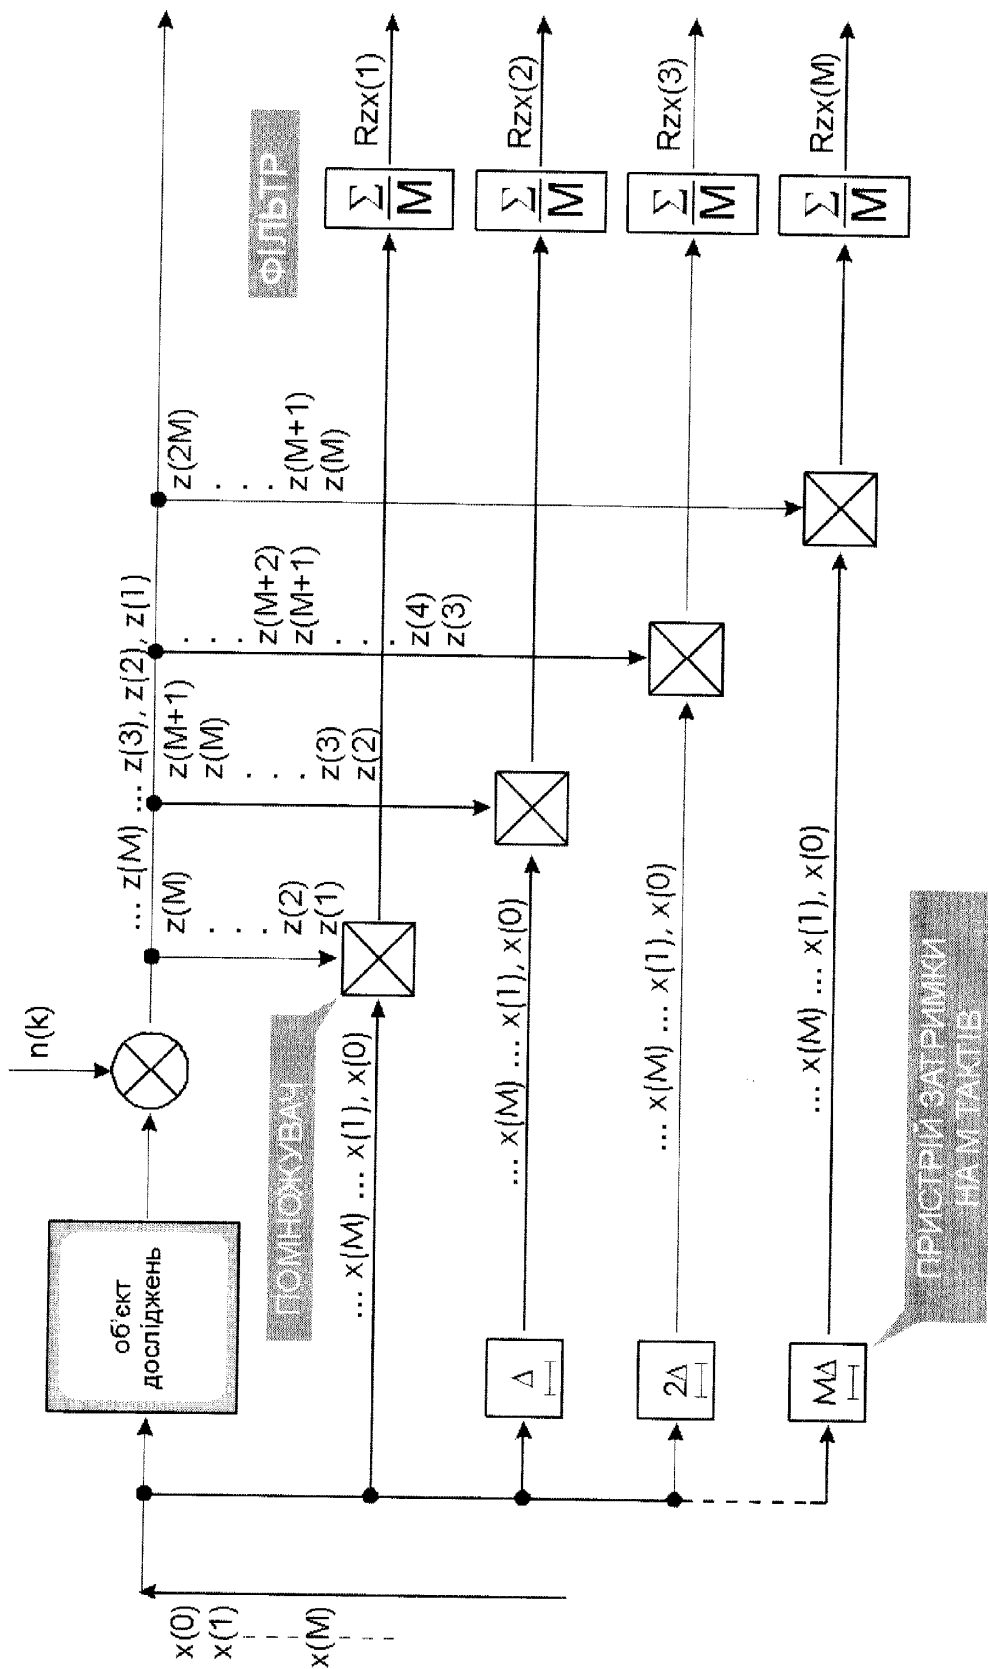 x(0)
x(1)
x(M)
об'єкт
досліджень
n(k)
... z(M) ... z(3), z(2), z(1)
z(M)
. . . .
z(2)
z(1)
z(M+1)
z(M)
. . . .
z(3)
z(2)
. . . .
z(M+2)
z(M+1)
. . . .
z(4)
z(3)
z(2M)
. . . .
z(M+1)
z(M)
ПОМНОЖУВАЧ
ФІЛЬТР
... x(M) ... x(1), x(0)
Σ
M
Rzx(1)
Δ
... x(M) ... x(1), x(0)
Σ
M
Rzx(2)
2Δ
... x(M) ... x(1), x(0)
Σ
M
Rzx(3)
MΔ
... x(M) ... x(1), x(0)
Σ
M
Rzx(M)
ПРИСТРІЙ ЗАТРИМКИ
НА М ТАКТІВ